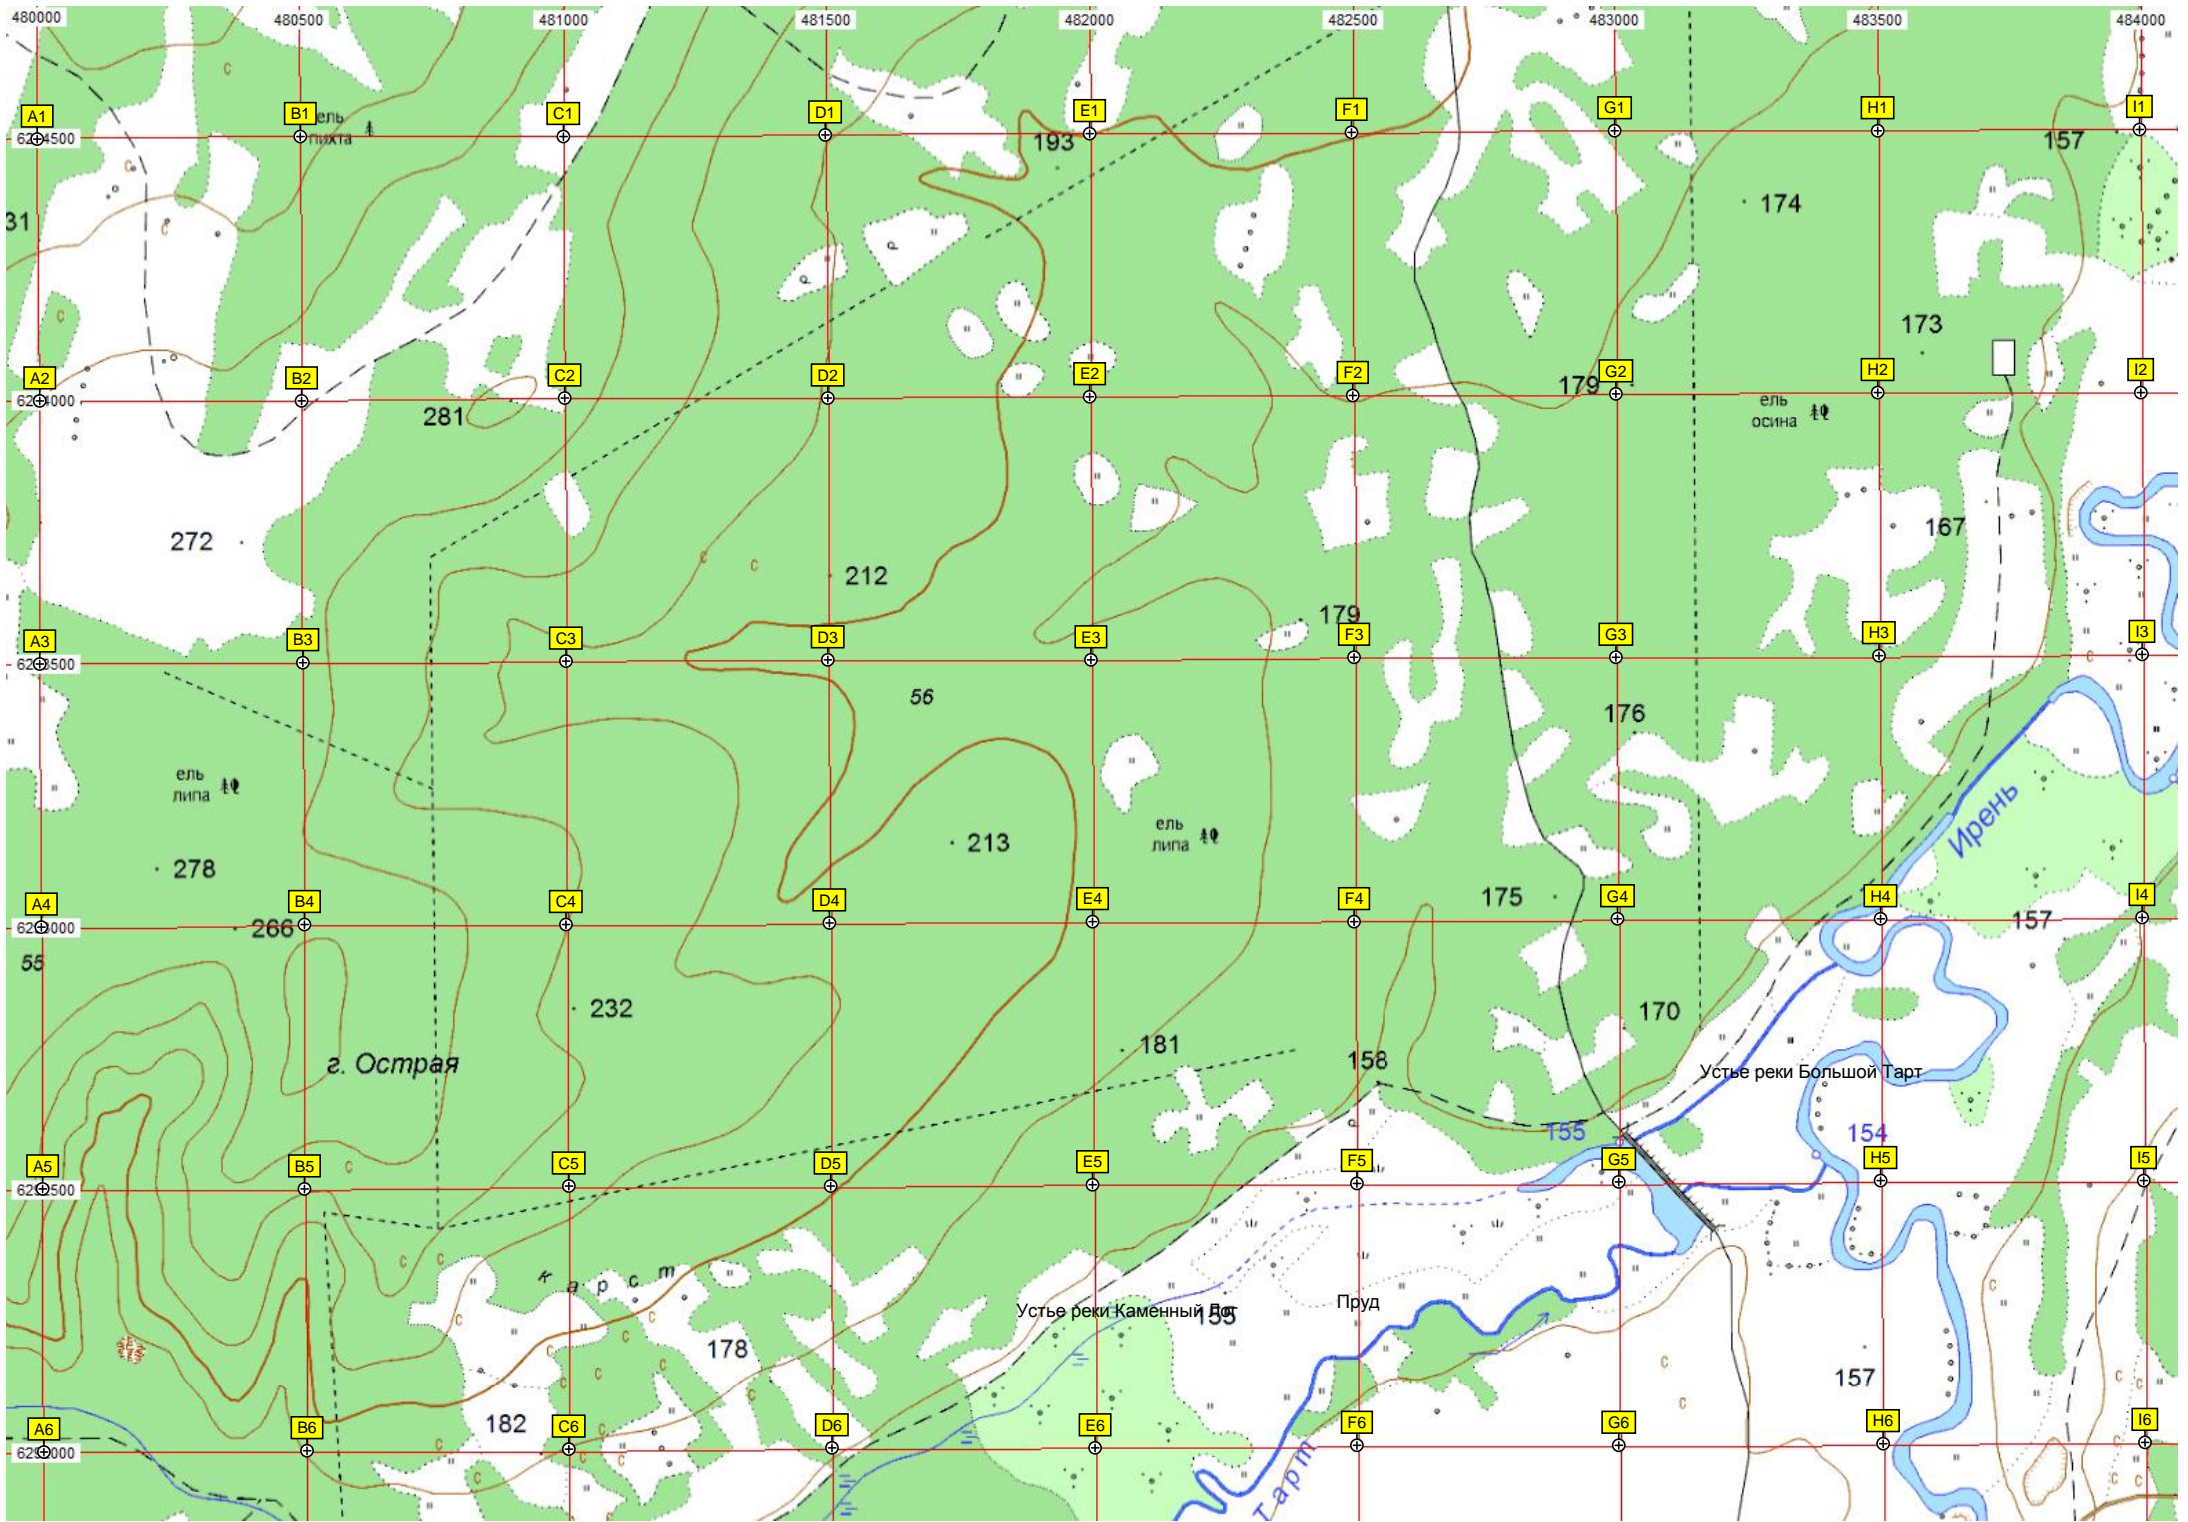 480000 480500 481000 481500 482000 482500 483000 483500 484000
A1 B1 C1 D1 E1 F1 G1 H1 I1
ель
пихта
193
157
31
174
173
A2 B2 C2 D2 E2 F2 G2 H2 I2
281
179
ель
осина
272
212
167
179
A3 B3 C3 D3 E3 F3 G3 H3 I3
56
176
ель
липа
ель
липа
213
278
175
Ирень
A4 B4 C4 D4 E4 F4 G4 H4 I4
266
157
55
232
170
181
158
г. Острая
Устье реки Большой Тарт
155
154
A5 B5 C5 D5 E5 F5 G5 H5 I5
карст
Устье реки Каменный Лог
155
Пруд
178
157
182
A6 B6 C6 D6 E6 F6 G6 H6 I6
Тарт